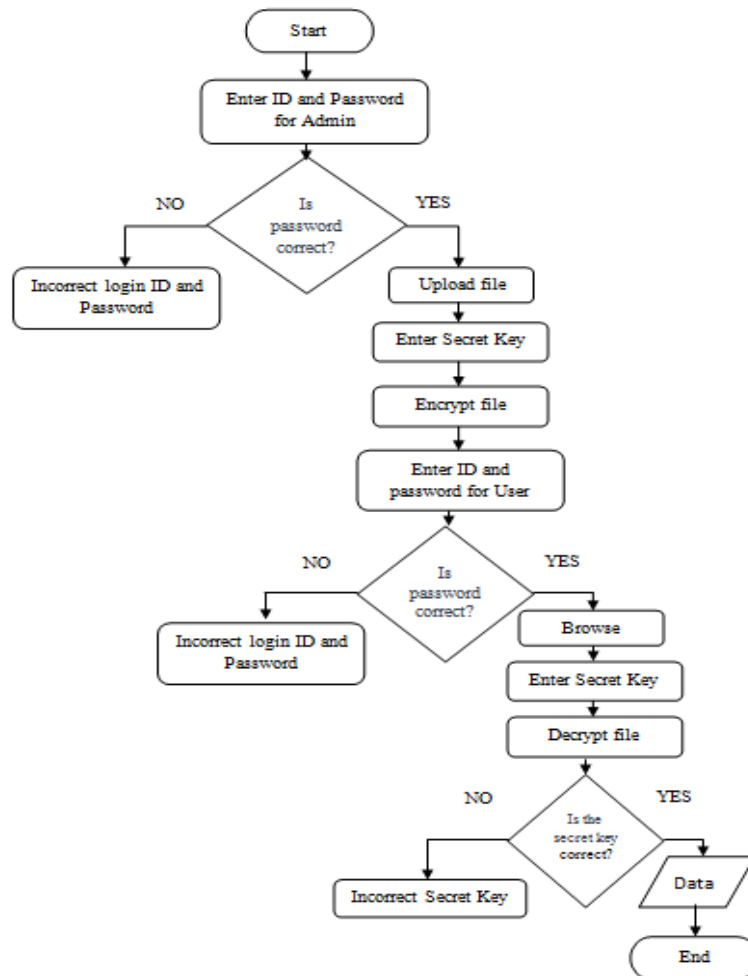 Start
Enter ID and Password
for Admin
NO
YES
Is
password
correct?
Incorrect login ID and
Password
Upload file
Enter Secret Key
Encrypt file
Enter ID and
password for User
NO
YES
Is
password
correct?
Incorrect login ID and
Password
Browse
Enter Secret Key
Decrypt file
NO
YES
Is the
secret key
correct?
Incorrect Secret Key
Data
End